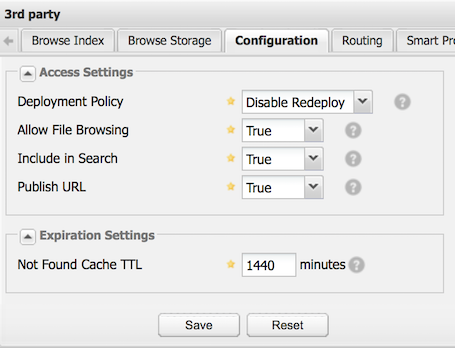 3rd party
Browse Index Browse Storage Configuration Routing Smart Pro
Access Settings
Deployment Policy Disable Redeploy ?
Allow File Browsing True ?
Include in Search True ?
Publish URL True ?
Expiration Settings
Not Found Cache TTL 1440 minutes ?
Save Reset